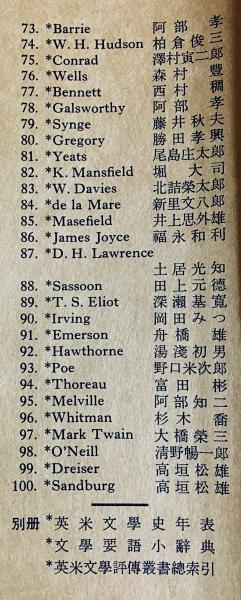 73. *Barrie 阿部 孝
74. *W. H. Hudson 柏倉俊三
75. *Conrad 澤村寅二郎
76. *Wells 森村 豐
77. *Bennett 西村 稠
78. *Galsworthy 阿部 孝
79. *Synge 藤井秋夫
80. *Gregory 勝田孝興
81. *Yeats 尾島庄太郎
82. *K. Mansfield 堀 大司
83. *W. Davies 北詰榮太郎
84. *de la Mare 新里文八郎
85. *Masefield 井上思外雄
86. *James Joyce 福永和利
87. *D. H. Lawrence
土居光知
88. *Sassoon 田上元德
89. *T. S. Eliot 深瀬基寬
90. *Irving 岡田みつ
91. *Emerson 舟橋 雄
92. *Hawthorne 湯淺初男
93. *Poe 野口米次郎
94. *Thoreau 富田 彬
95. *Melville 阿部知二
96. *Whitman 杉木 喬
97. *Mark Twain 大橋榮三
98. *O'Neill 淸野暢一郎
99. *Dreiser 高垣松雄
100. *Sandburg 高垣松雄
別册 *英米文學史年表
*文學要語小辭典
*英米文學評傳叢書總索引